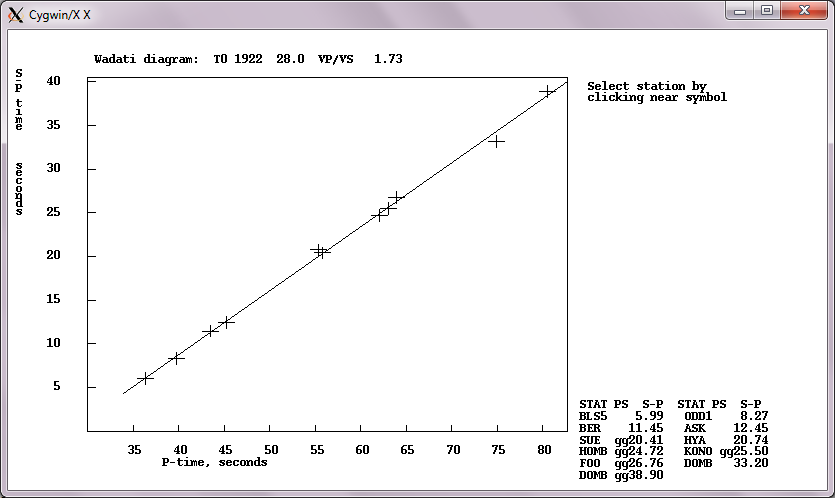 Cygwin/X X
Wadati diagram: T0 1922 28.0 VP/VS 1.73
S-P time seconds
40
35
30
25
20
15
10
5
35 40 45 50 55 60 65 70 75 80
P-time, seconds
Select station by
clicking near symbol
STAT PS S-P STAT PS S-P
BLS5 5.99 ODD1 8.27
BER 11.45 ASK 12.45
SUE gg20.41 HYA 20.74
HOMB gg24.72 KONO gg25.50
FOO gg26.76 DOMB 33.20
DOMB gg38.90